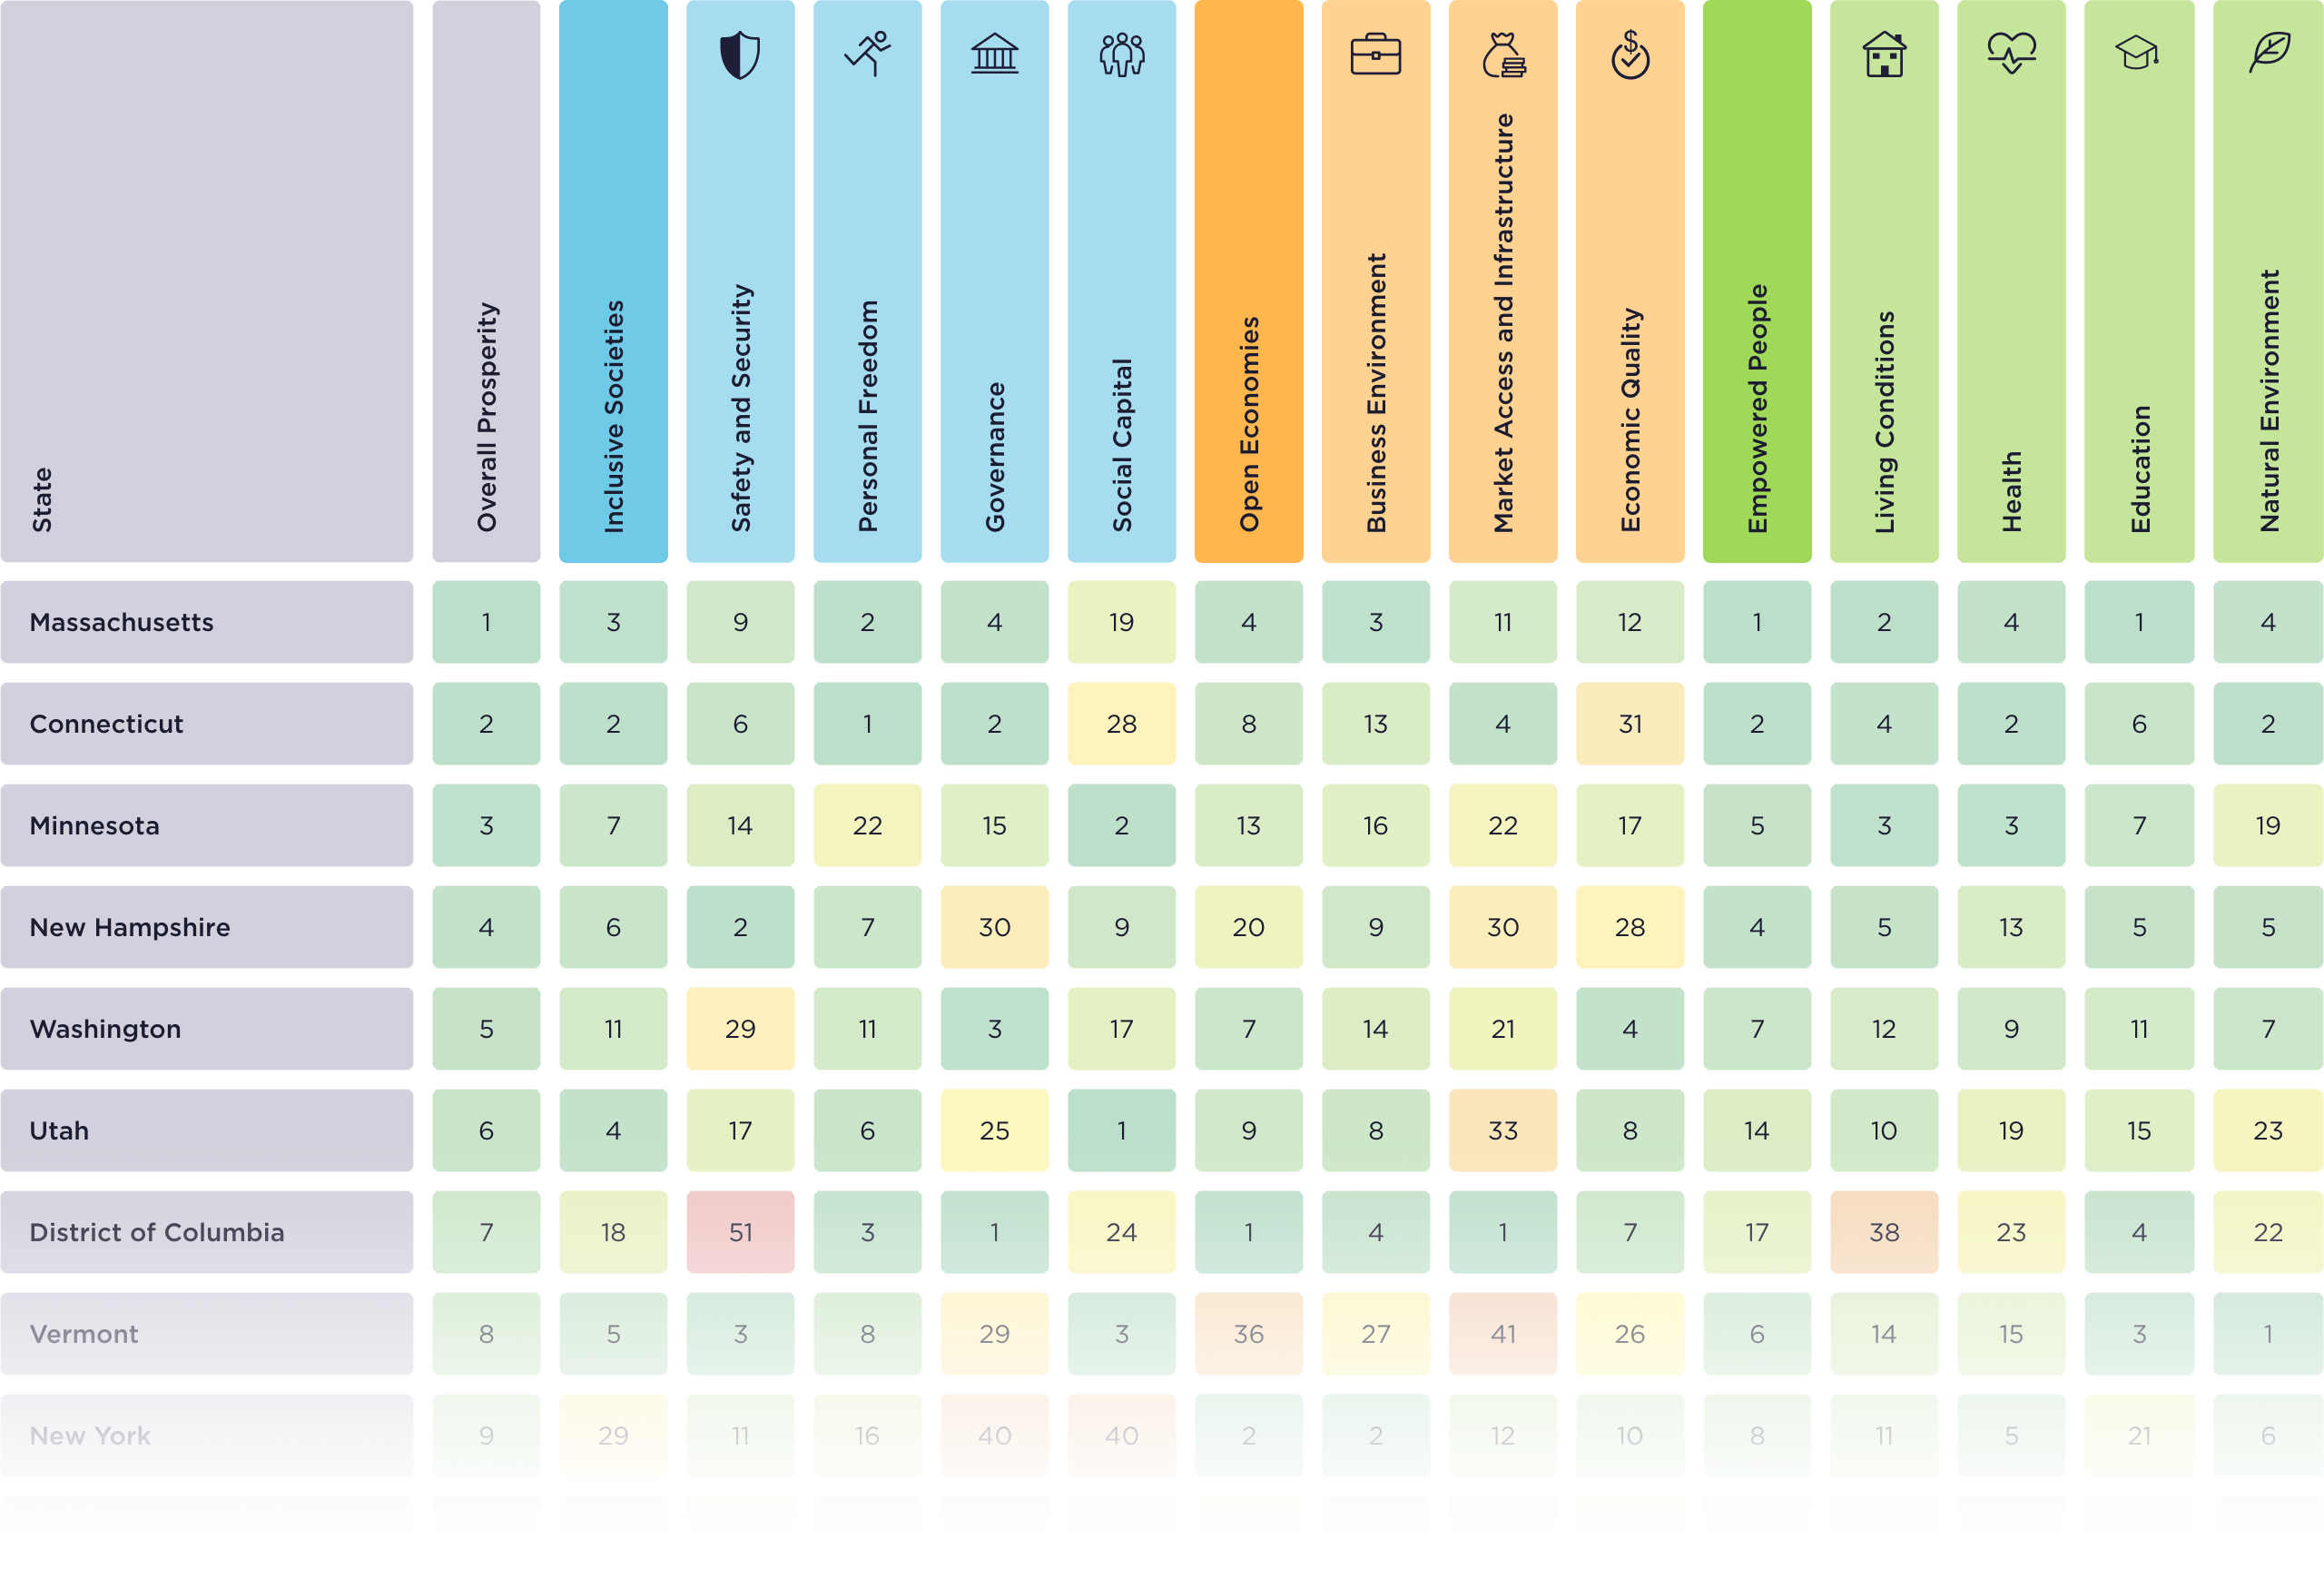 State
Overall Prosperity
Inclusive Societies
Safety and Security
Personal Freedom
Governance
Social Capital
Open Economies
Business Environment
Market Access and Infrastructure
Economic Quality
Empowered People
Living Conditions
Health
Education
Natural Environment
Massachusetts 1 3 9 2 4 19 4 3 11 12 1 2 4 1 4
Connecticut 2 2 6 1 2 28 8 13 4 31 2 4 2 6 2
Minnesota 3 7 14 22 15 2 13 16 22 17 5 3 3 7 19
New Hampshire 4 6 2 7 30 9 20 9 30 28 4 5 13 5 5
Washington 5 11 29 11 3 17 7 14 21 4 7 12 9 11 7
Utah 6 4 17 6 25 1 9 8 33 8 14 10 19 15 23
District of Columbia 7 18 51 3 1 24 1 4 1 7 17 38 23 4 22
Vermont 8 5 3 8 29 3 36 27 41 26 6 14 15 3 1
New York 9 29 11 16 40 40 2 2 12 10 8 11 5 21 6